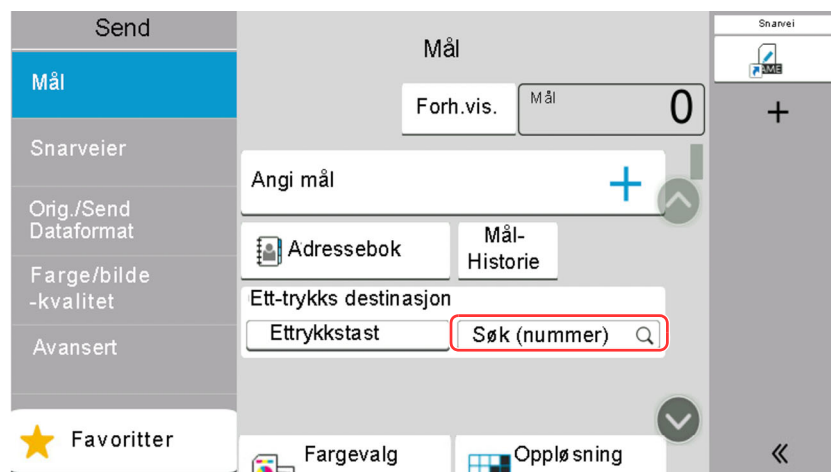 Send
Mål
Snarveier
Orig./Send
Dataformat
Farge/bilde
-kvalitet
Avansert
Favoritter
Mål
Forh.vis.
Mål
0
Angi mål
Adressebok
Mål-
Historie
Ett-trykks destinasjon
Ettrykkstast
Søk (nummer)
Fargevalg
Oppløsning
Snarvei